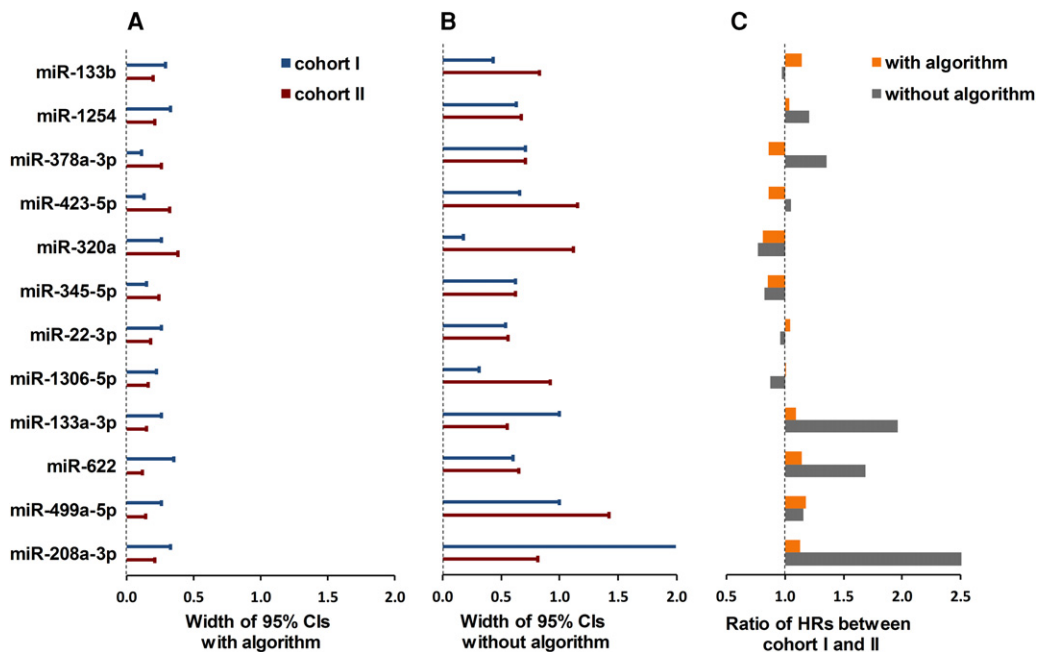 A B C
cohort I
cohort II
with algorithm
without algorithm
miR-133b
miR-1254
miR-378a-3p
miR-423-5p
miR-320a
miR-345-5p
miR-22-3p
miR-1306-5p
miR-133a-3p
miR-622
miR-499a-5p
miR-208a-3p
0.0 0.5 1.0 1.5 2.0
Width of 95% CIs
with algorithm
0.0 0.5 1.0 1.5 2.0
Width of 95% CIs
without algorithm
0.5 1.0 1.5 2.0 2.5
Ratio of HRs between
cohort I and II